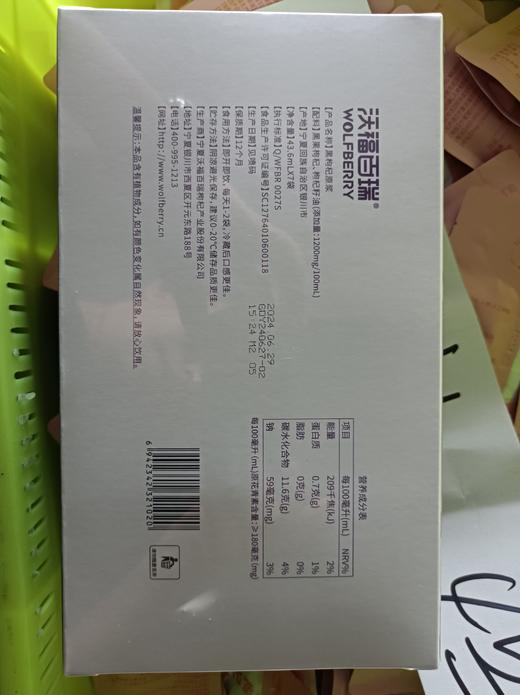 沃福百瑞®
WOLFBERRY
【产品名称】黑枸杞原浆
【配料】黑果枸杞、枸杞籽油(添加量:1200mg/100mL)
【产地】宁夏回族自治区银川市
【净含量】43.6mLX7袋
【执行标准】Q/WFBR 0027S
【食品生产许可证编号】SC12764010600118
【生产日期】见喷码
【保质期】12个月
【食用方法】即开即饮,每天1-2袋,冷藏后口感更佳。
【贮存方法】阴凉避光保存,建议0-20℃储存品质更佳。
【生产商】宁夏沃福百瑞枸杞产业股份有限公司
【地址】宁夏银川市西夏区开元东路188号
【电话】400-995-1213
【网址】http://www.wolfberry.cn
温馨提示:本品含有植物成分,如有颜色变化属自然现象,请放心饮用。
2024.06.29
GDY240627-02
15:24 M2 05
营养成分表
项目 每100毫升(mL) NRV%
能量 209千焦(kJ) 2%
蛋白质 0.7克(g) 1%
脂肪 0克(g) 0%
碳水化合物 11.6克(g) 4%
钠 59毫克(mg) 3%
每100毫升(mL)原花青素含量:≥180毫克(mg)
6942342321020